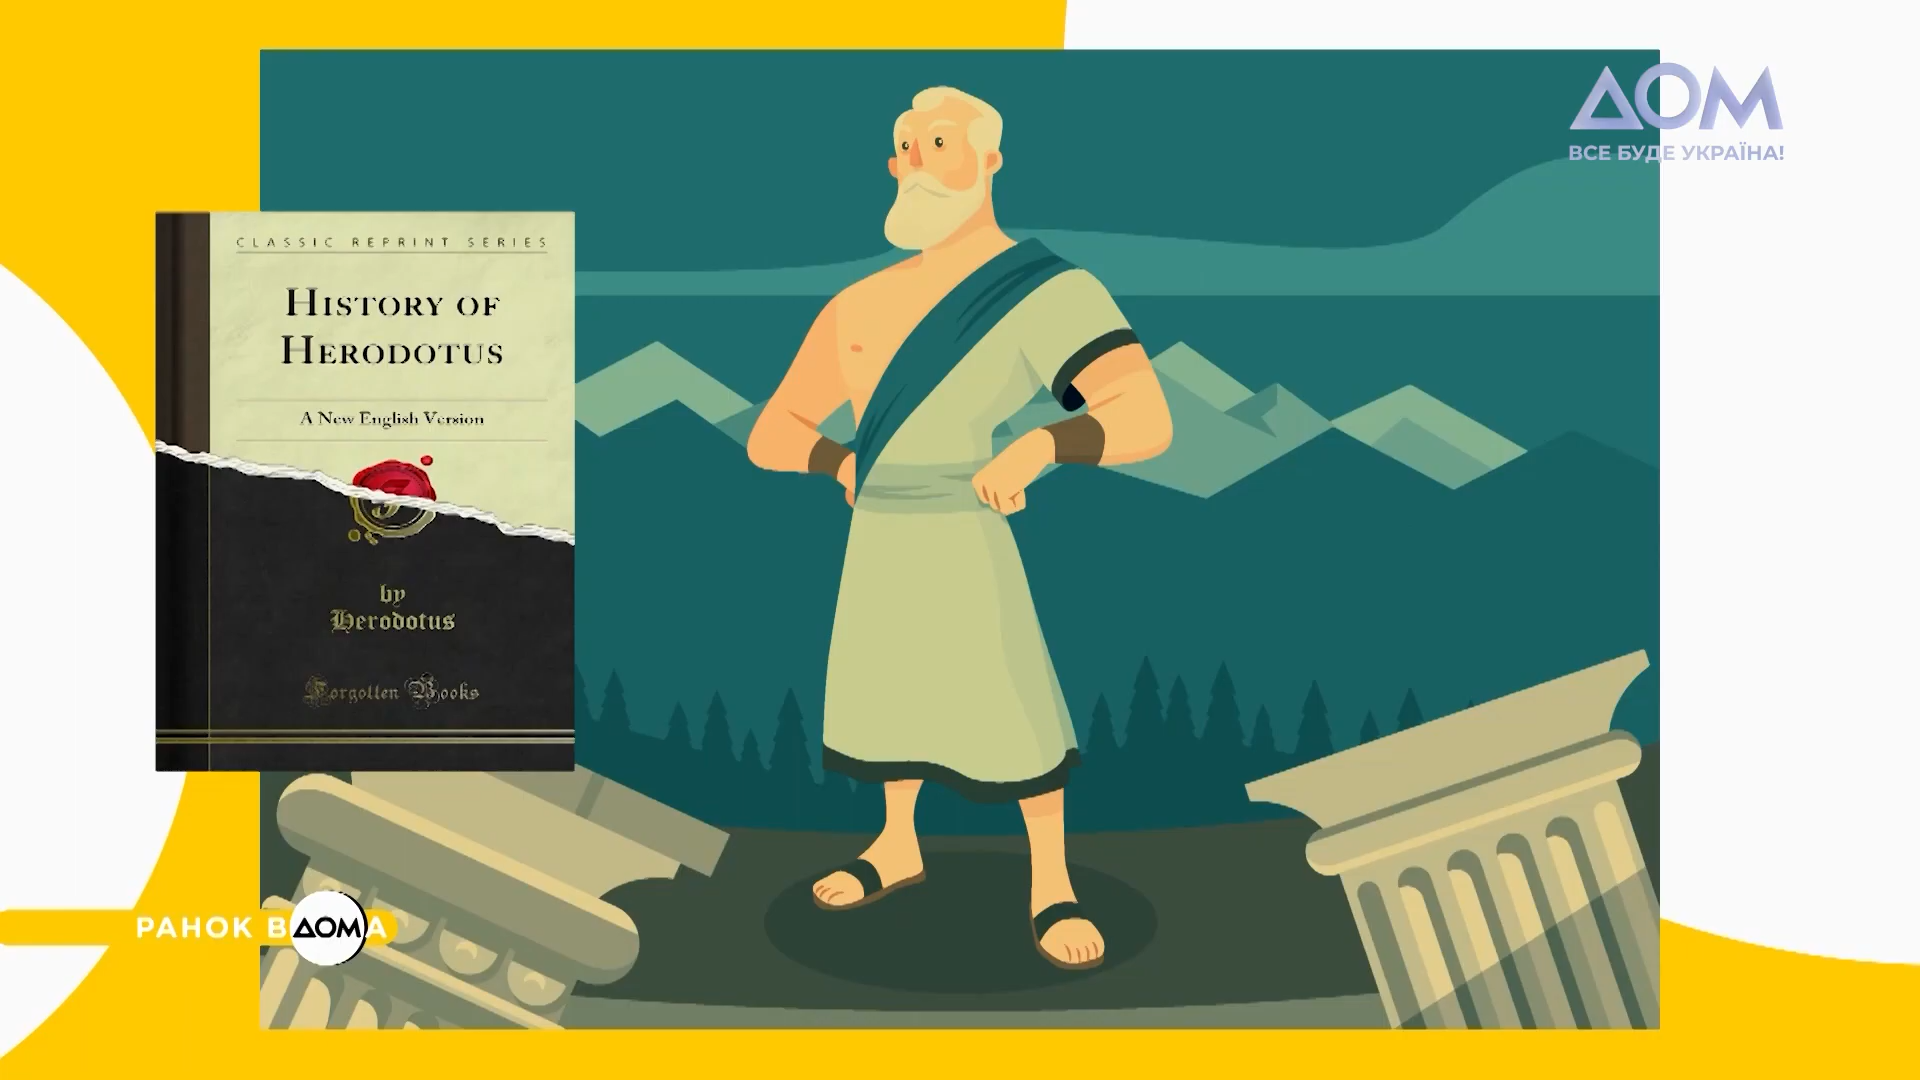 ДОМ
ВСЕ БУДЕ УКРАЇНА!
CLASSIC REPRINT SERIES
HISTORY OF
HERODOTUS
A New English Version
by
Herodotus
Forgotten Books
РАНОК ВДОМА